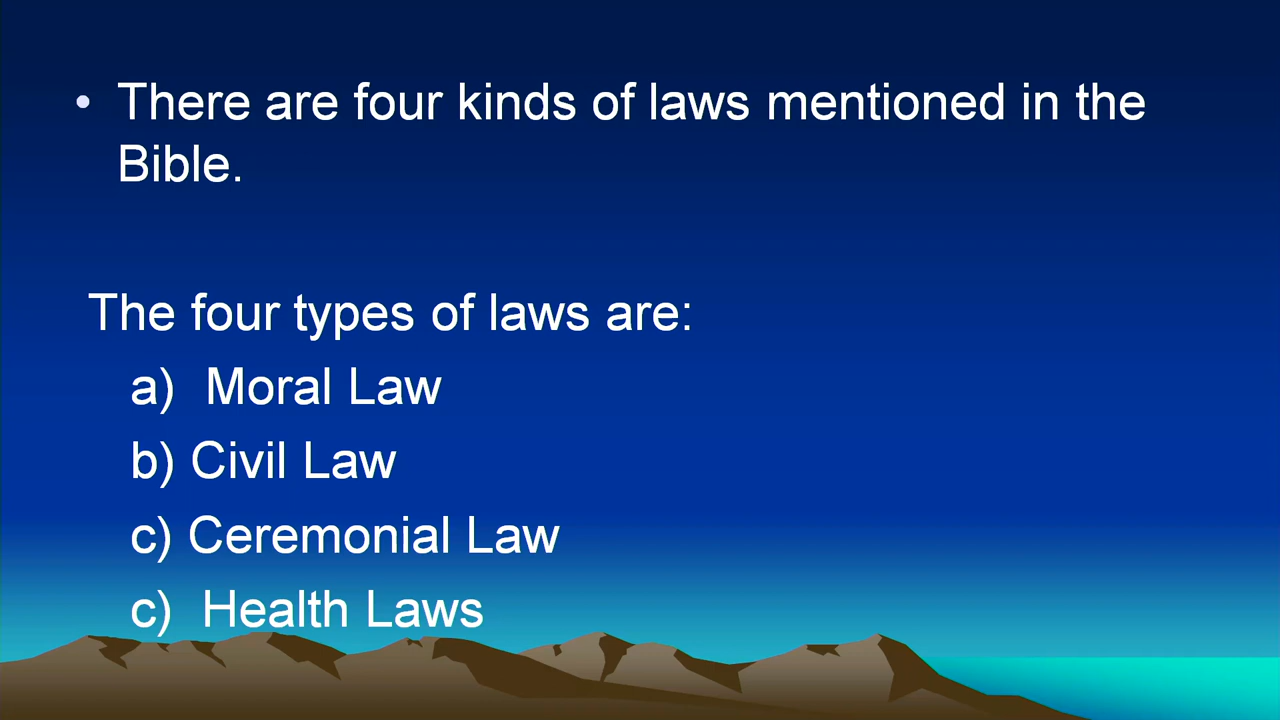 • There are four kinds of laws mentioned in the
Bible.
The four types of laws are:
a) Moral Law
b) Civil Law
c) Ceremonial Law
c) Health Laws